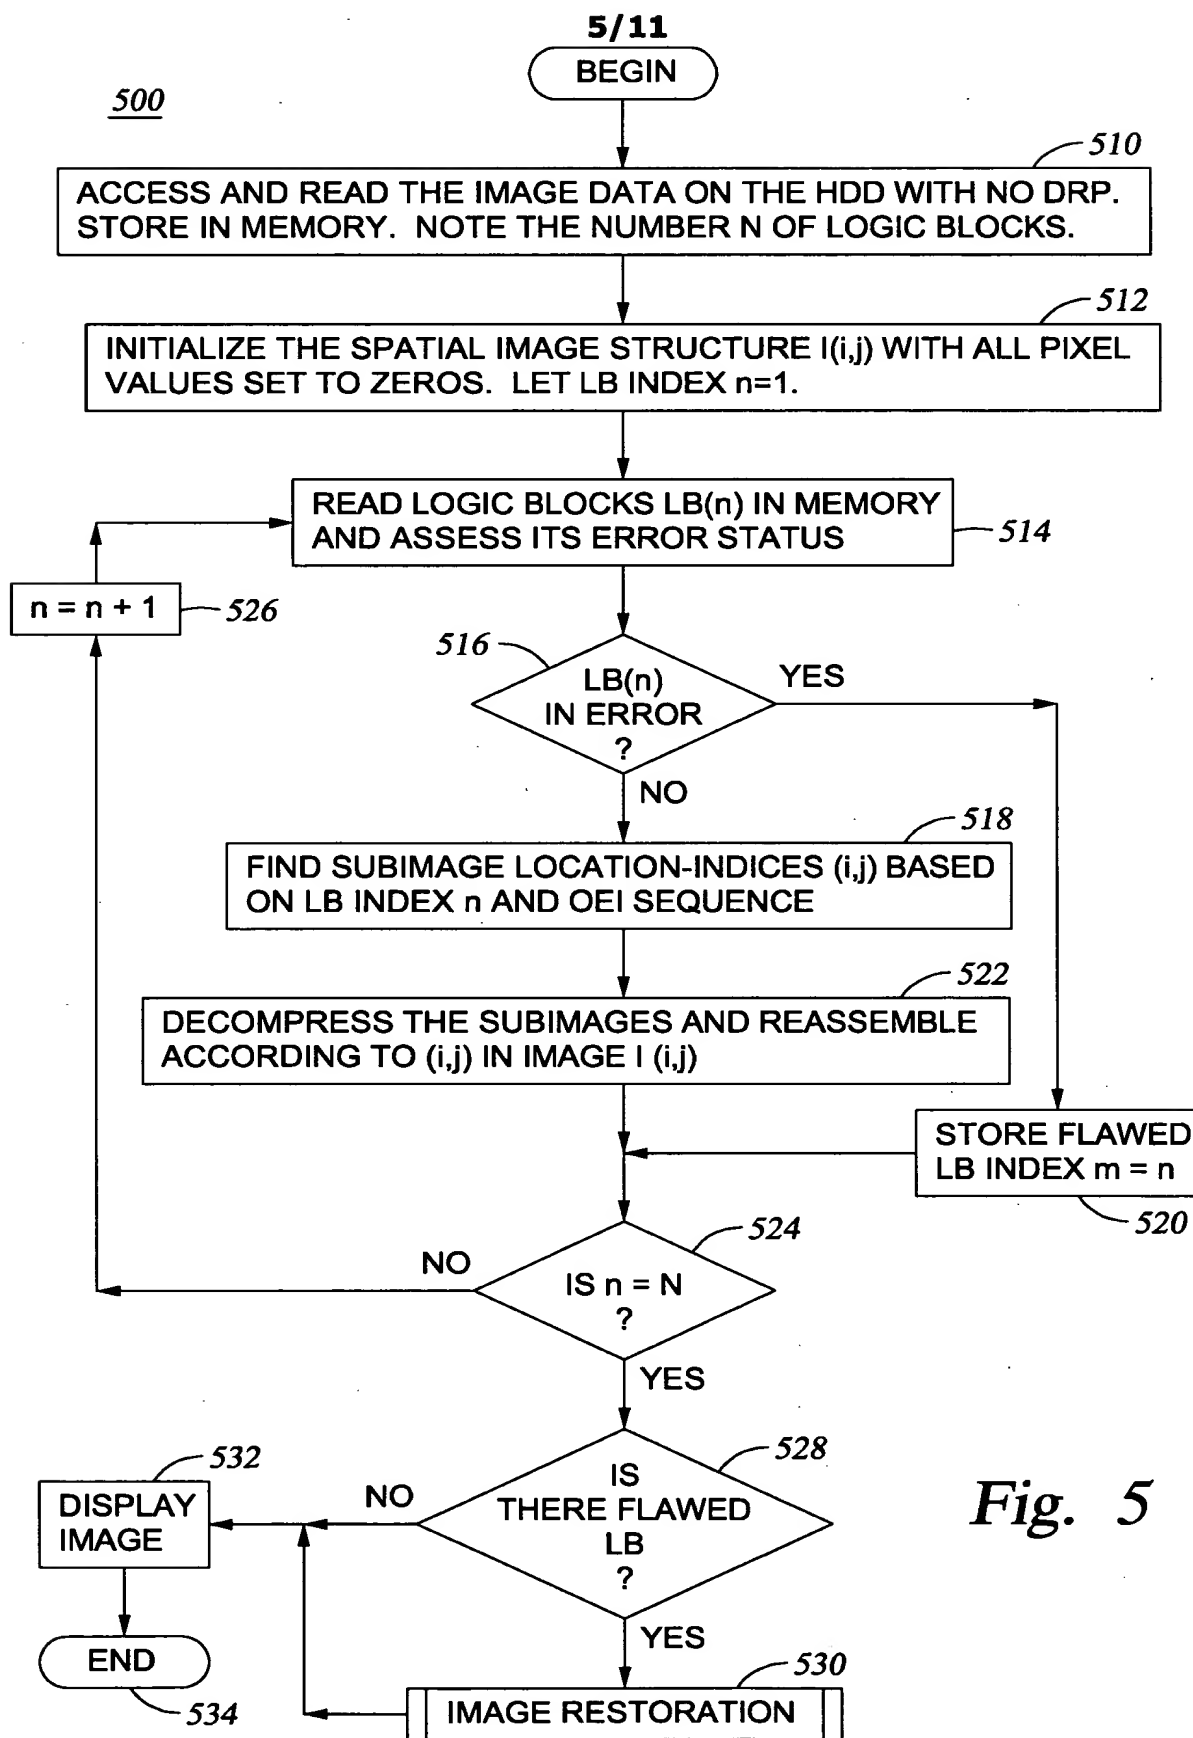 5/11
BEGIN
500
510
ACCESS AND READ THE IMAGE DATA ON THE HDD WITH NO DRP.
STORE IN MEMORY. NOTE THE NUMBER N OF LOGIC BLOCKS.
512
INITIALIZE THE SPATIAL IMAGE STRUCTURE I(i,j) WITH ALL PIXEL
VALUES SET TO ZEROS. LET LB INDEX n=1.
READ LOGIC BLOCKS LB(n) IN MEMORY
AND ASSESS ITS ERROR STATUS
514
n = n + 1
526
516
LB(n)
IN ERROR
?
YES
NO
518
FIND SUBIMAGE LOCATION-INDICES (i,j) BASED
ON LB INDEX n AND OEI SEQUENCE
522
DECOMPRESS THE SUBIMAGES AND REASSEMBLE
ACCORDING TO (i,j) IN IMAGE I (i,j)
STORE FLAWED
LB INDEX m = n
520
524
NO
IS n = N
?
YES
528
IS
THERE FLAWED
LB
?
NO
532
DISPLAY
IMAGE
Fig. 5
YES
END
534
530
IMAGE RESTORATION